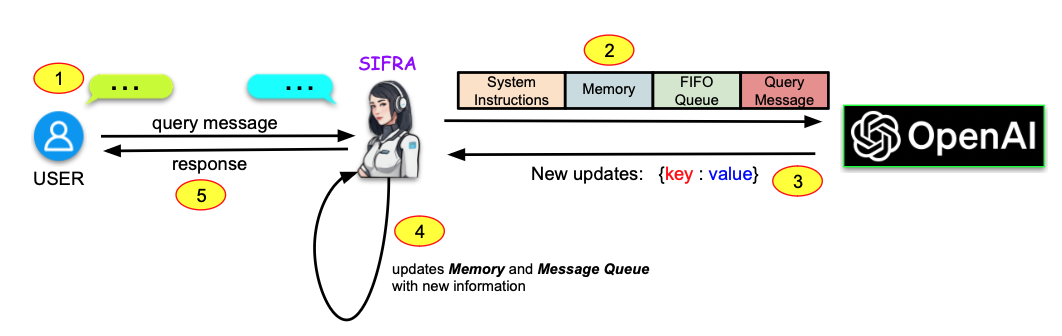 1
...
...
SIFRA
2
System
Instructions
Memory
FIFO
Queue
Query
Message
query message
response
USER
5
OpenAI
New updates: {key : value}
3
4
updates Memory and Message Queue
with new information